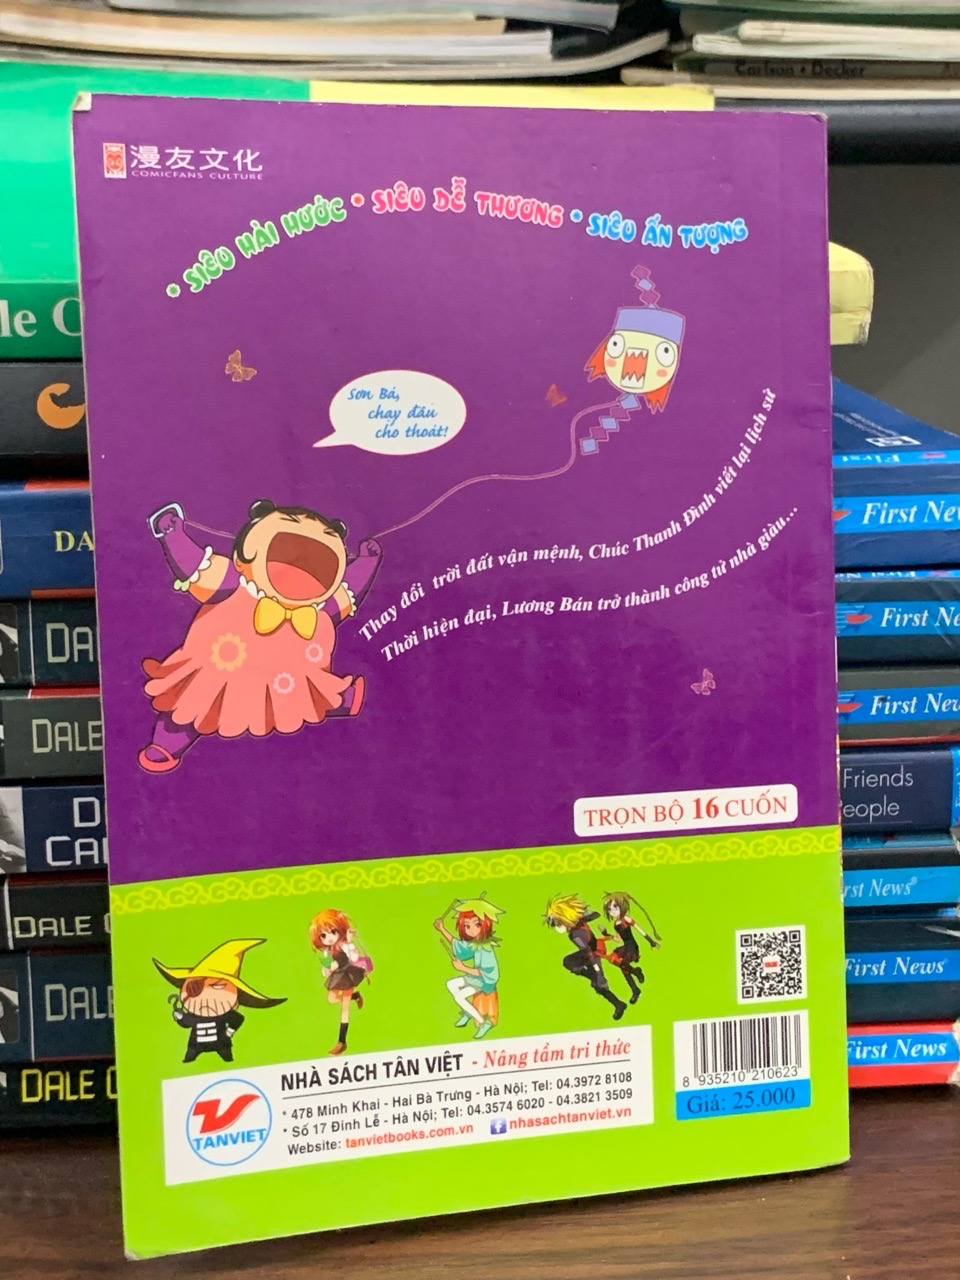 Carlson • Decker
漫友文化
COMICFANS CULTURE
• SIÊU HÀI HƯỚC • SIÊU DỄ THƯƠNG • SIÊU ẤN TƯỢNG
Sơn Bá,
chạy đâu
cho thoát!
Thay đổi trời đất vận mệnh, Chúc Thanh Đình viết lại lịch sử
Thời hiện đại, Lương Bán trở thành công tử nhà giàu...
TRỌN BỘ 16 CUỐN
NHÀ SÁCH TÂN VIỆT - Nâng tầm tri thức
* 478 Minh Khai - Hai Bà Trưng - Hà Nội; Tel: 04.3972 8108
* Số 17 Đinh Lễ - Hà Nội; Tel: 04.3574 6020 - 04.3821 3509
Website: tanvietbooks.com.vn nhasachtanviet.vn
TANVIET
8 935210 210623
Giá: 25.000
DALE
DALE
DALE
DALE
First News
First News
First News
Friends
First News
First News